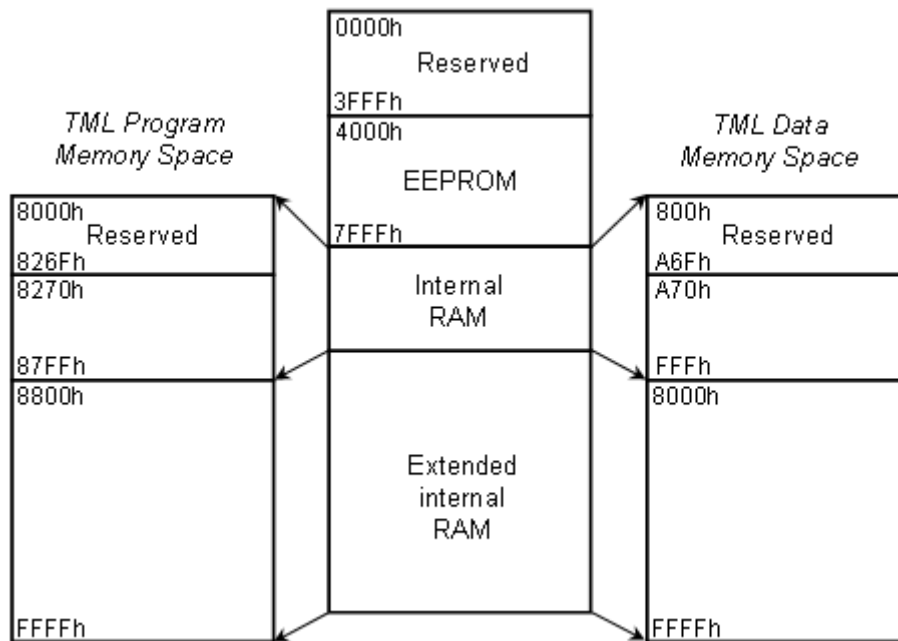 0000h
Reserved
3FFFh
4000h
EEPROM
7FFFh
Internal
RAM
Extended
internal
RAM
TML Program
Memory Space
8000h
Reserved
826Fh
8270h
87FFh
8800h
FFFFh
TML Data
Memory Space
800h
Reserved
A6Fh
A70h
FFFh
8000h
FFFFh